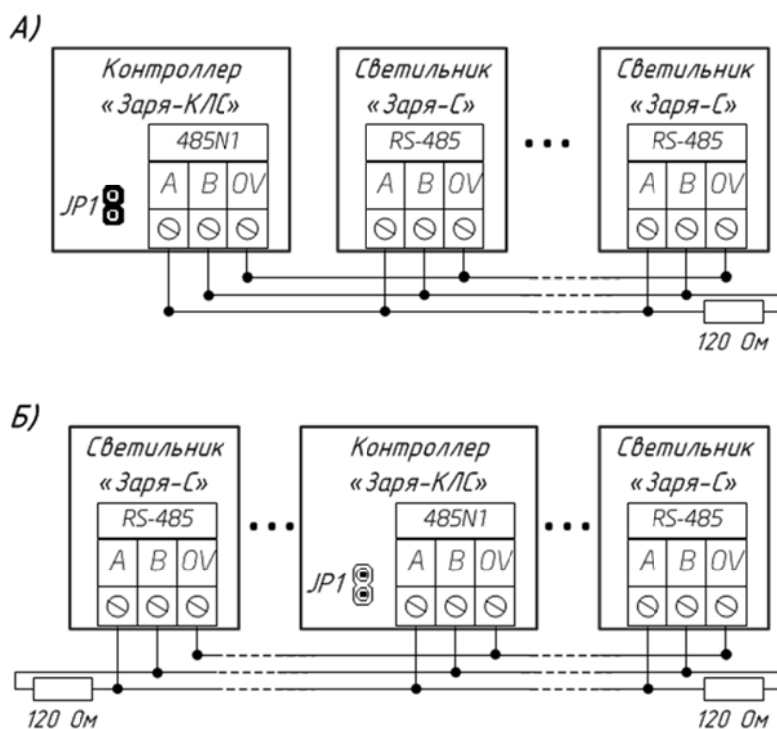 А)
Контроллер
«Заря-КЛС»
485N1
A B 0V
JP1
Светильник
«Заря-С»
RS-485
A B 0V
...
Светильник
«Заря-С»
RS-485
A B 0V
120 Ом
Б)
Светильник
«Заря-С»
RS-485
A B 0V
...
Контроллер
«Заря-КЛС»
485N1
A B 0V
JP1
...
Светильник
«Заря-С»
RS-485
A B 0V
120 Ом
120 Ом